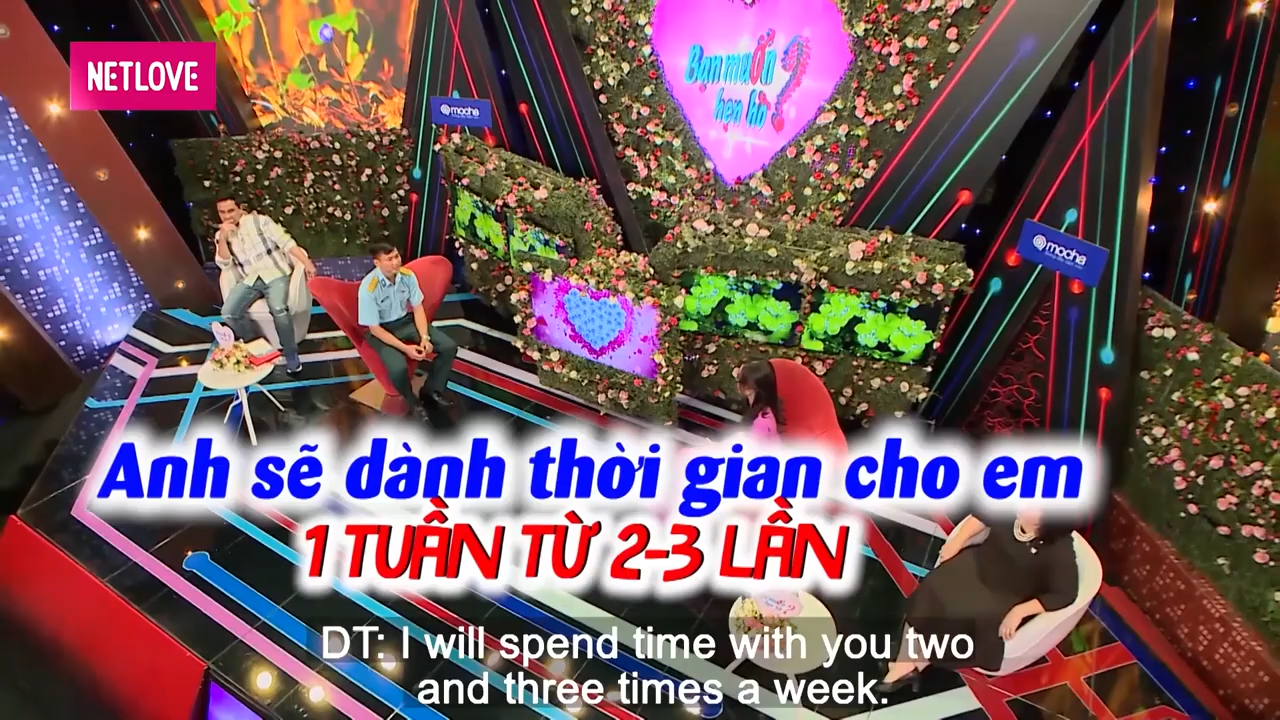 NETLOVE
Bạn muốn
hẹn hò?
mocha
mocha
Anh sẽ dành thời gian cho em
1 TUẦN TỪ 2-3 LẦN
DT: I will spend time with you two
and three times a week.